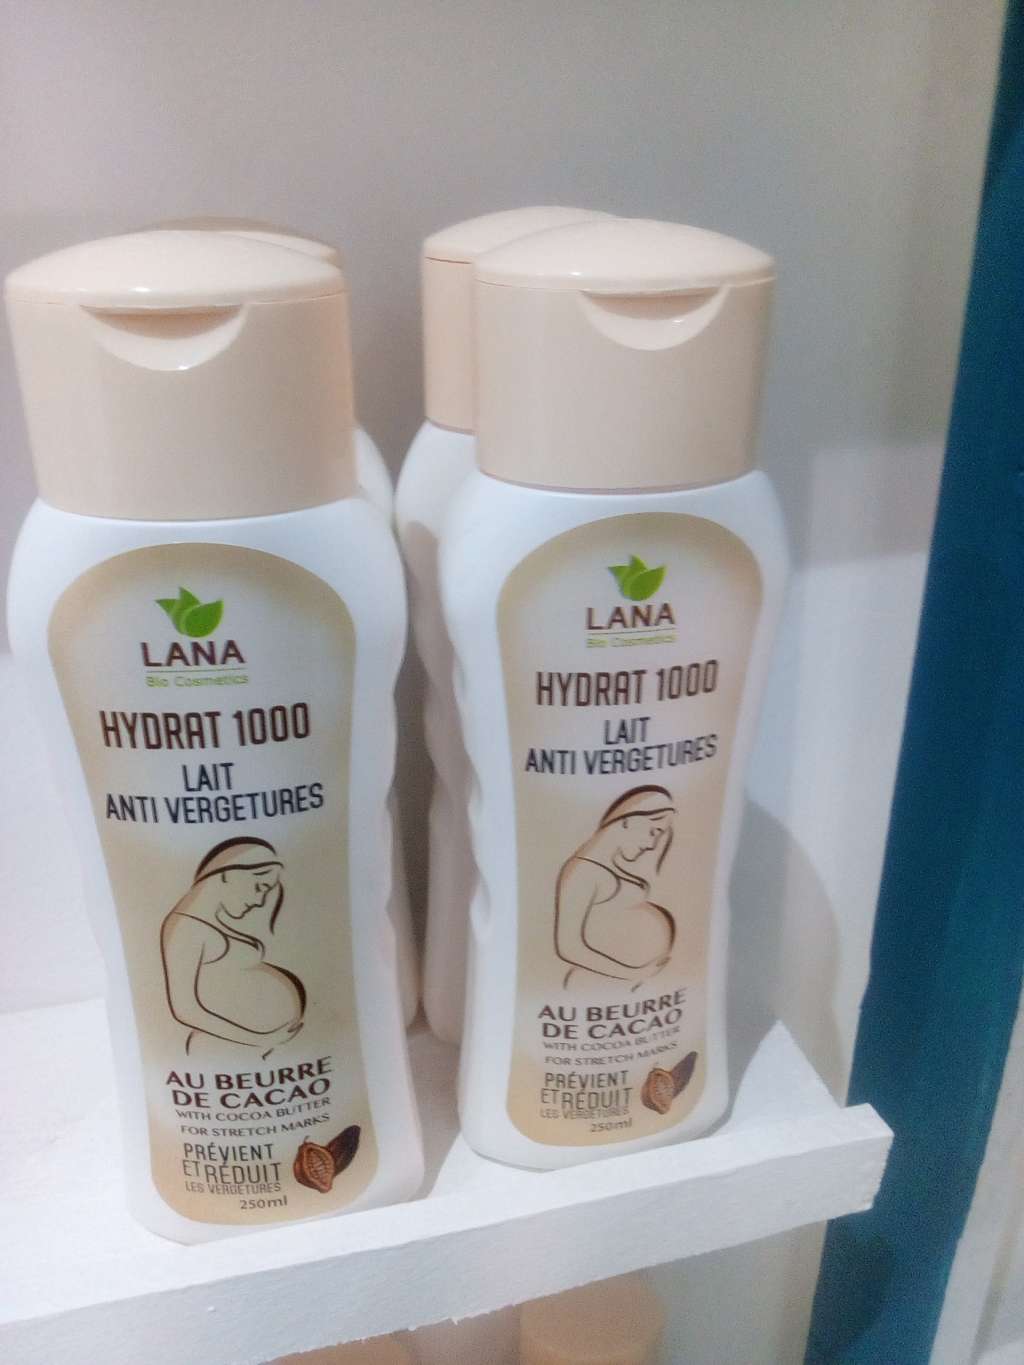 LANA
Bio Cosmetics
HYDRAT 1000
LAIT
ANTI VERGETURES
AU BEURRE
DE CACAO
WITH COCOA BUTTER
FOR STRETCH MARKS
PRÉVIENT
ET RÉDUIT
LES VERGETURES
250ml
LANA
Bio Cosmetics
HYDRAT 1000
LAIT
ANTI VERGETURES
AU BEURRE
DE CACAO
WITH COCOA BUTTER
FOR STRETCH MARKS
PRÉVIENT
ET RÉDUIT
LES VERGETURES
250ml